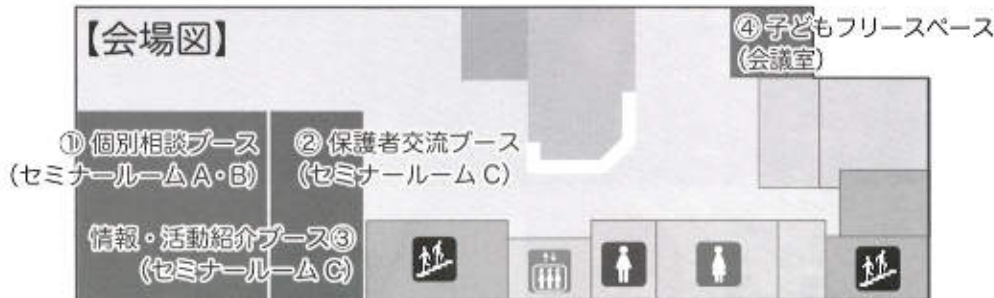 【会場図】
④子どもフリースペース
(会議室)
① 個別相談ブース
(セミナールームA・B)
② 保護者交流ブース
(セミナールームC)
情報・活動紹介ブース③
(セミナールームC)